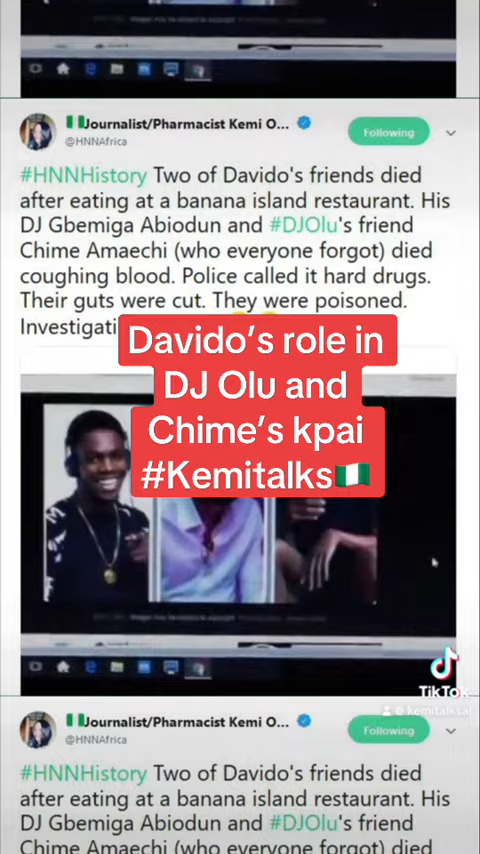 🇳🇬Journalist/Pharmacist Kemi O...
Following
@HNNAfrica
#HNNHistory Two of Davido's friends died
after eating at a banana island restaurant. His
DJ Gbemiga Abiodun and #DJOlu's friend
Chime Amaechi (who everyone forgot) died
coughing blood. Police called it hard drugs.
Their guts were cut. They were poisoned.
Investigati
Davido’s role in
DJ Olu and
Chime’s kpai
#Kemitalks🇳🇬
TikTok
@kemitalksa
🇳🇬Journalist/Pharmacist Kemi O...
Following
@HNNAfrica
#HNNHistory Two of Davido's friends died
after eating at a banana island restaurant. His
DJ Gbemiga Abiodun and #DJOlu's friend
Chime Amaechi (who everyone forgot) died